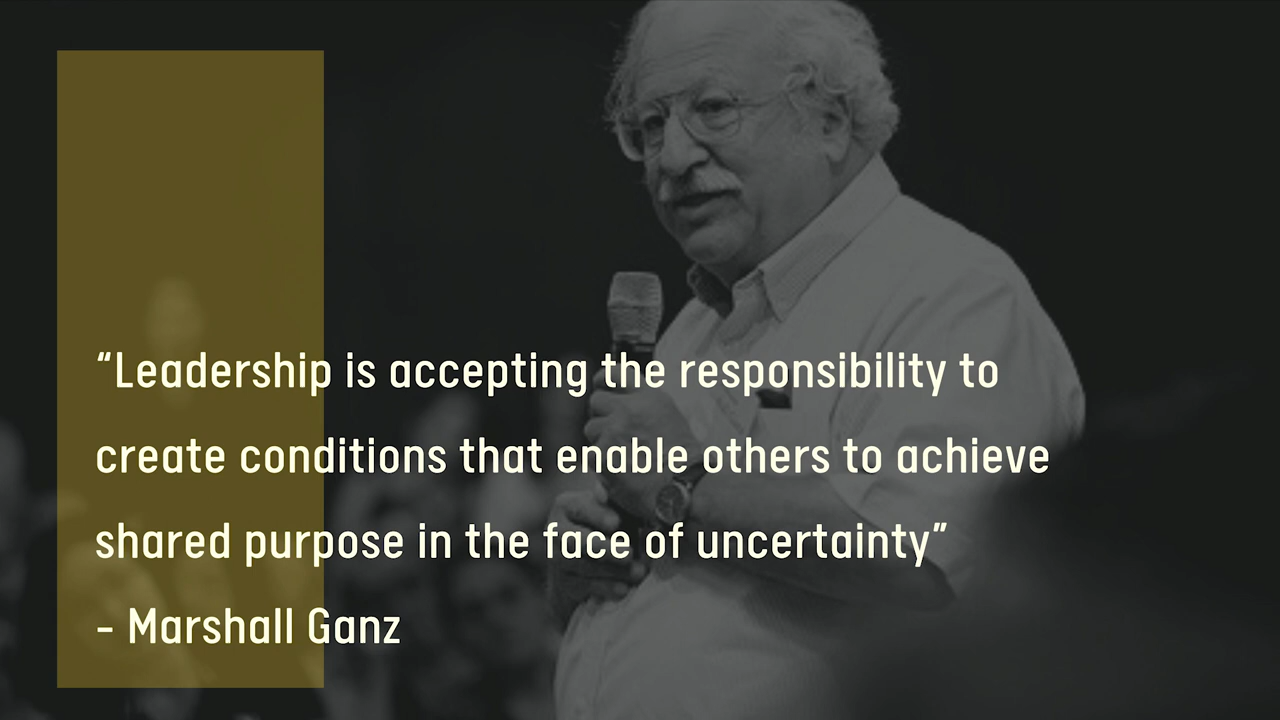 “Leadership is accepting the responsibility to
create conditions that enable others to achieve
shared purpose in the face of uncertainty”
- Marshall Ganz